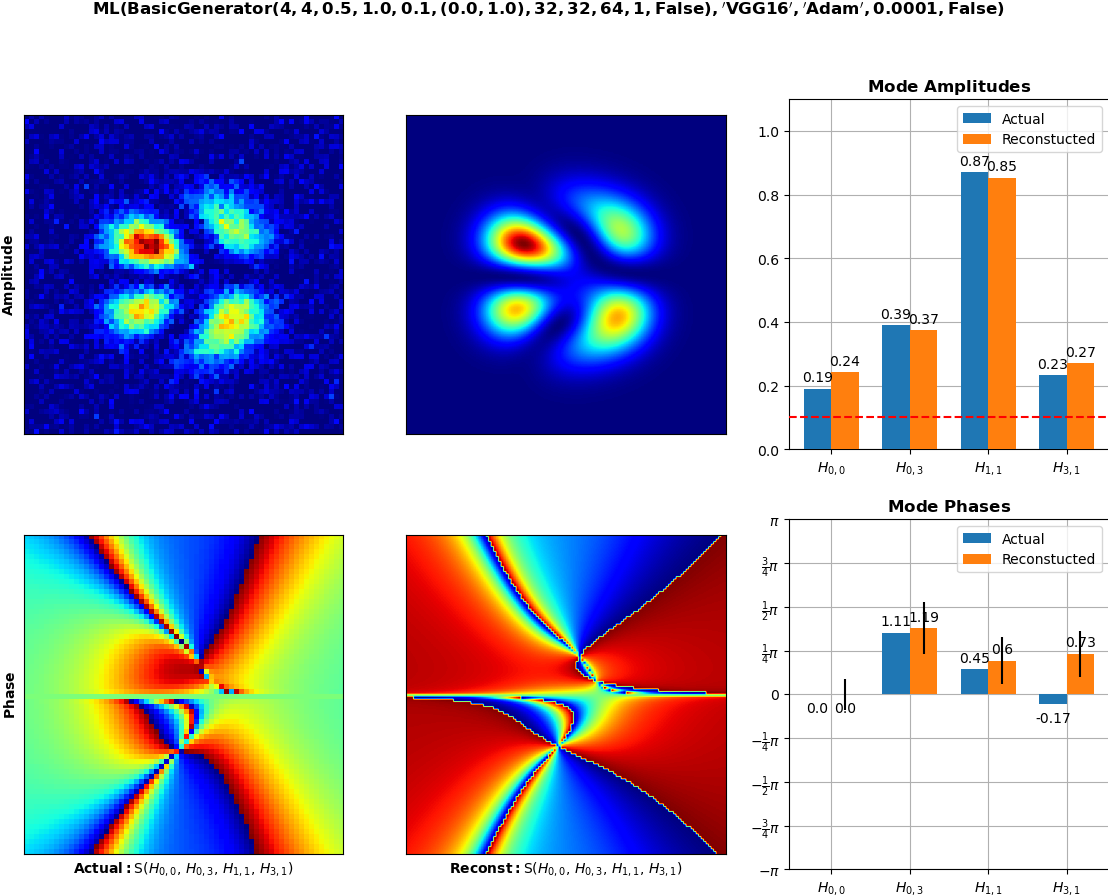 ML(BasicGenerator(4, 4, 0.5, 1.0, 0.1, (0.0, 1.0), 32, 32, 64, 1, False), 'VGG16', 'Adam', 0.0001, False)
Mode Amplitudes
Actual
Reconstucted
Amplitude
1.0
0.8
0.6
0.4
0.2
0.0
0.19
0.24
0.39
0.37
0.87
0.85
0.23
0.27
H0,0
H0,3
H1,1
H3,1
Mode Phases
Actual
Reconstucted
Phase
π
3/4π
1/2π
1/4π
0
−1/4π
−1/2π
−3/4π
−π
0.0
0.0
1.11
1.19
0.45
0.6
-0.17
0.73
H0,0
H0,3
H1,1
H3,1
Actual: S(H0,0, H0,3, H1,1, H3,1)
Reconst: S(H0,0, H0,3, H1,1, H3,1)